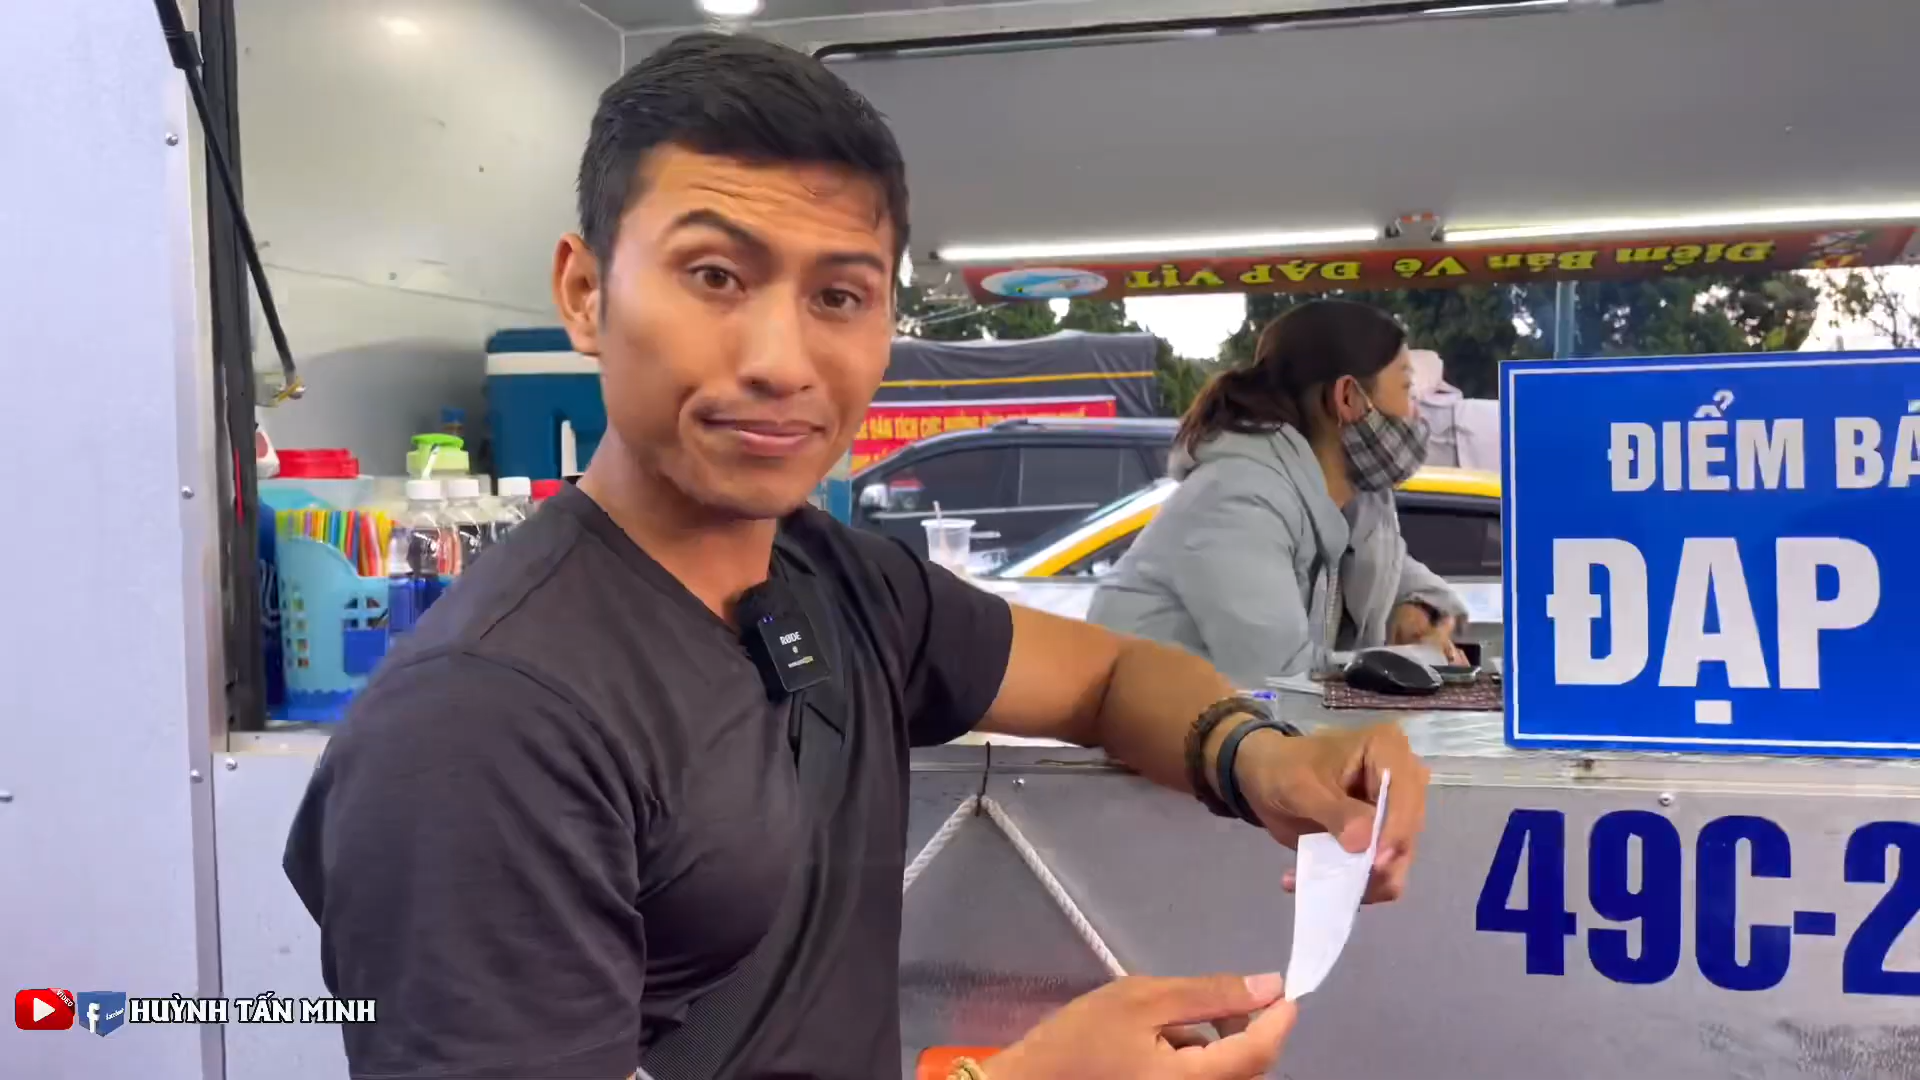 Điểm Bán Vé ĐẠP VỊT
ĐIỂM BÁ
ĐẠP
RØDE
49C-2
HUỲNH TẤN MINH